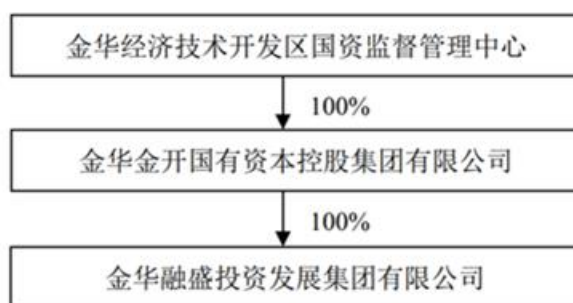 金华经济技术开发区国资监督管理中心
100%
金华金开国有资本控股集团有限公司
100%
金华融盛投资发展集团有限公司